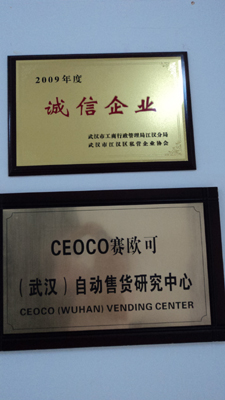 2009年度
诚信企业
武汉市工商行政管理局江汉分局
武汉市江汉区私营企业协会
CEOCO赛欧可
（武汉）自动售货研究中心
CEOCO (WUHAN) VENDING CENTER